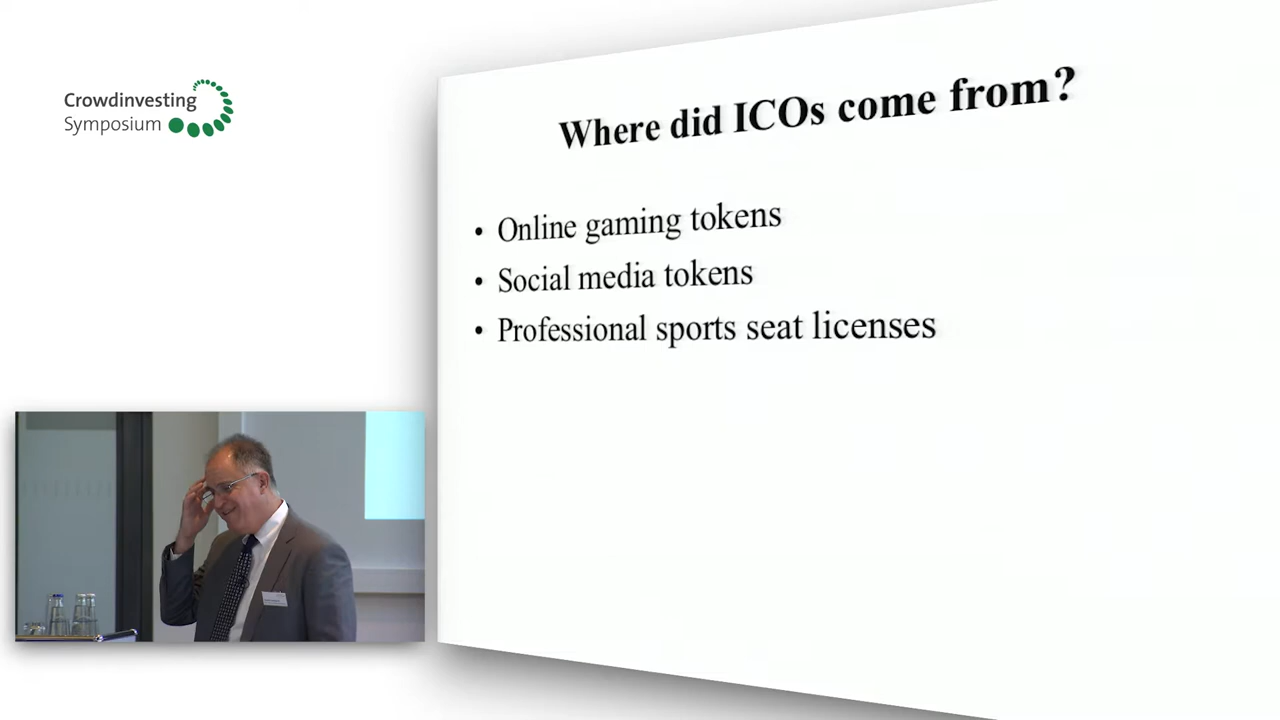 Crowdinvesting
Symposium
Where did ICOs come from?
• Online gaming tokens
• Social media tokens
• Professional sports seat licenses